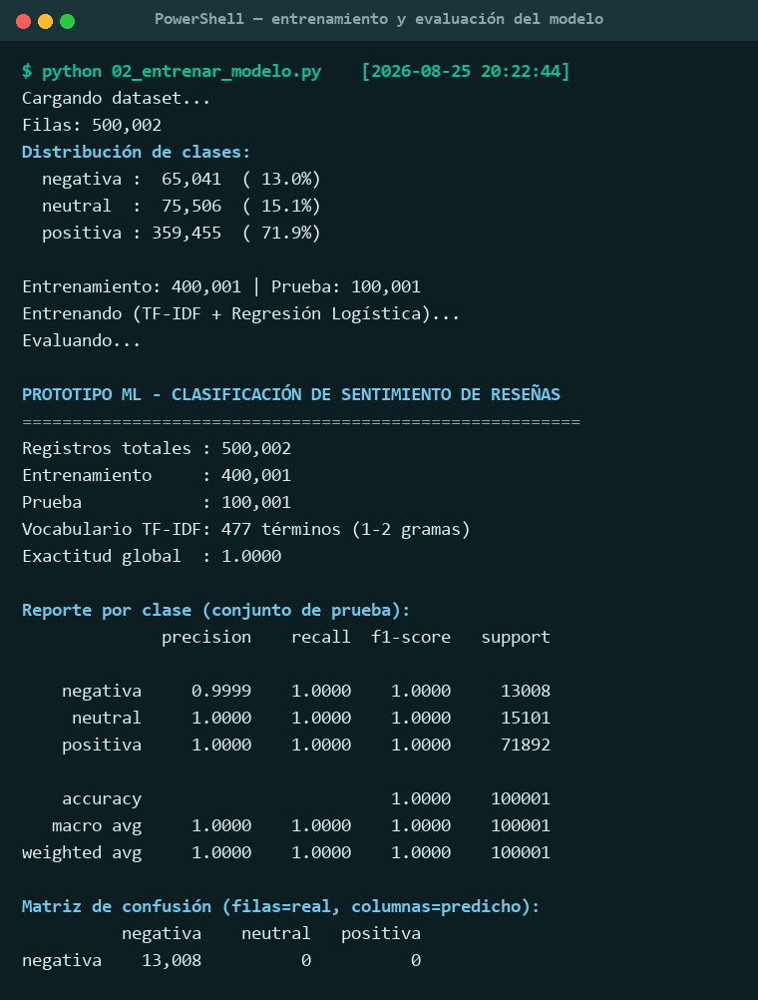 PowerShell — entrenamiento y evaluación del modelo
$ python 02_entrenar_modelo.py    [2026-08-25 20:22:44]
Cargando dataset...
Filas: 500,002
Distribución de clases:
  negativa :  65,041  ( 13.0%)
  neutral  :  75,506  ( 15.1%)
  positiva : 359,455  ( 71.9%)
Entrenamiento: 400,001 | Prueba: 100,001
Entrenando (TF-IDF + Regresión Logística)...
Evaluando...
PROTOTIPO ML - CLASIFICACIÓN DE SENTIMIENTO DE RESEÑAS
========================================================
Registros totales : 500,002
Entrenamiento     : 400,001
Prueba            : 100,001
Vocabulario TF-IDF: 477 términos (1-2 gramas)
Exactitud global  : 1.0000
Reporte por clase (conjunto de prueba):
              precision    recall  f1-score   support
    negativa     0.9999    1.0000    1.0000     13008
     neutral     1.0000    1.0000    1.0000     15101
    positiva     1.0000    1.0000    1.0000     71892
    accuracy                         1.0000    100001
   macro avg     1.0000    1.0000    1.0000    100001
weighted avg     1.0000    1.0000    1.0000    100001
Matriz de confusión (filas=real, columnas=predicho):
          negativa    neutral   positiva
negativa    13,008          0          0